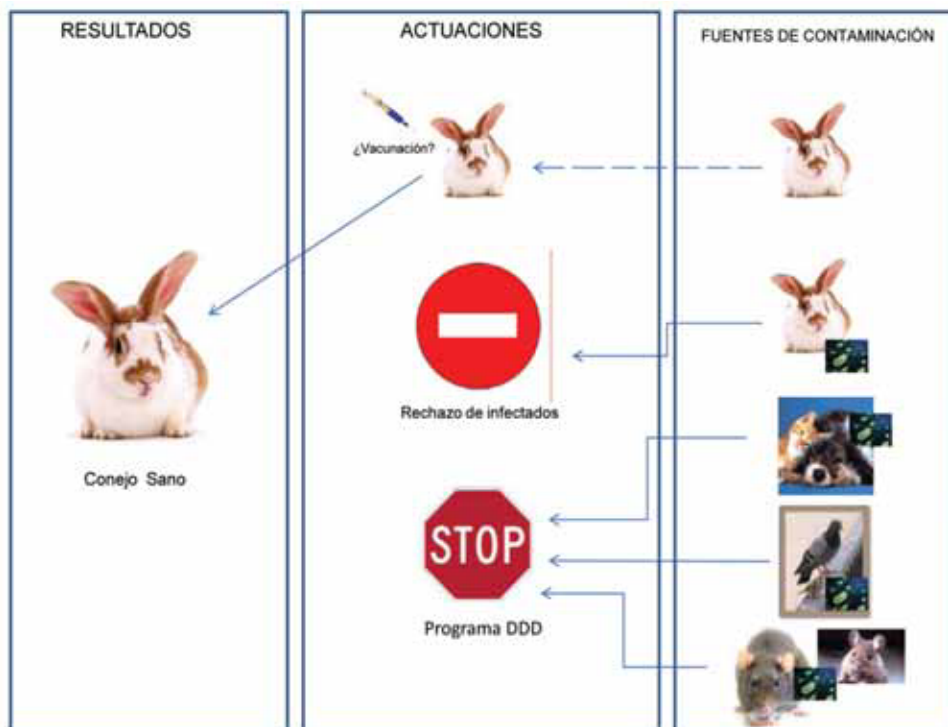 RESULTADOS
ACTUACIONES
FUENTES DE CONTAMINACIÓN
¿Vacunación?
Rechazo de infectados
Conejo Sano
STOP
Programa DDD